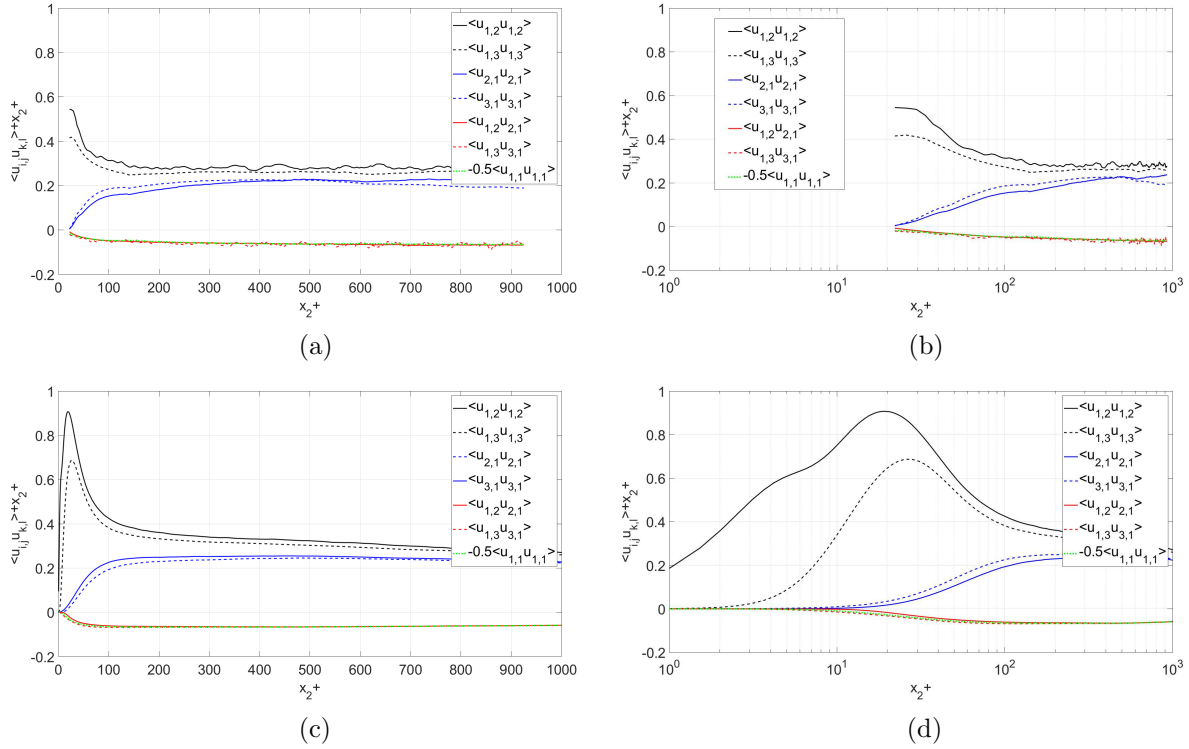 1
0.8
0.6
0.4
0.2
0
-0.2
<u_{i,j}u_{k,l}>+x_2+
0 100 200 300 400 500 600 700 800 900 1000
x_2+
<u_{1,2}u_{1,2}>
<u_{1,3}u_{1,3}>
<u_{2,1}u_{2,1}>
<u_{3,1}u_{3,1}>
<u_{1,2}u_{2,1}>
<u_{1,3}u_{3,1}>
-0.5<u_{1,1}u_{1,1}>
(a)
1
0.8
0.6
0.4
0.2
0
-0.2
<u_{i,j}u_{k,l}>+x_2+
10^0 10^1 10^2 10^3
x_2+
<u_{1,2}u_{1,2}>
<u_{1,3}u_{1,3}>
<u_{2,1}u_{2,1}>
<u_{3,1}u_{3,1}>
<u_{1,2}u_{2,1}>
<u_{1,3}u_{3,1}>
-0.5<u_{1,1}u_{1,1}>
(b)
1
0.8
0.6
0.4
0.2
0
-0.2
<u_{i,j}u_{k,l}>+x_2+
0 100 200 300 400 500 600 700 800 900 1000
x_2+
<u_{1,2}u_{1,2}>
<u_{1,3}u_{1,3}>
<u_{2,1}u_{2,1}>
<u_{3,1}u_{3,1}>
<u_{1,2}u_{2,1}>
<u_{1,3}u_{3,1}>
-0.5<u_{1,1}u_{1,1}>
(c)
1
0.8
0.6
0.4
0.2
0
-0.2
<u_{i,j}u_{k,l}>+x_2+
10^0 10^1 10^2 10^3
x_2+
<u_{1,2}u_{1,2}>
<u_{1,3}u_{1,3}>
<u_{2,1}u_{2,1}>
<u_{3,1}u_{3,1}>
<u_{1,2}u_{2,1}>
<u_{1,3}u_{3,1}>
-0.5<u_{1,1}u_{1,1}>
(d)